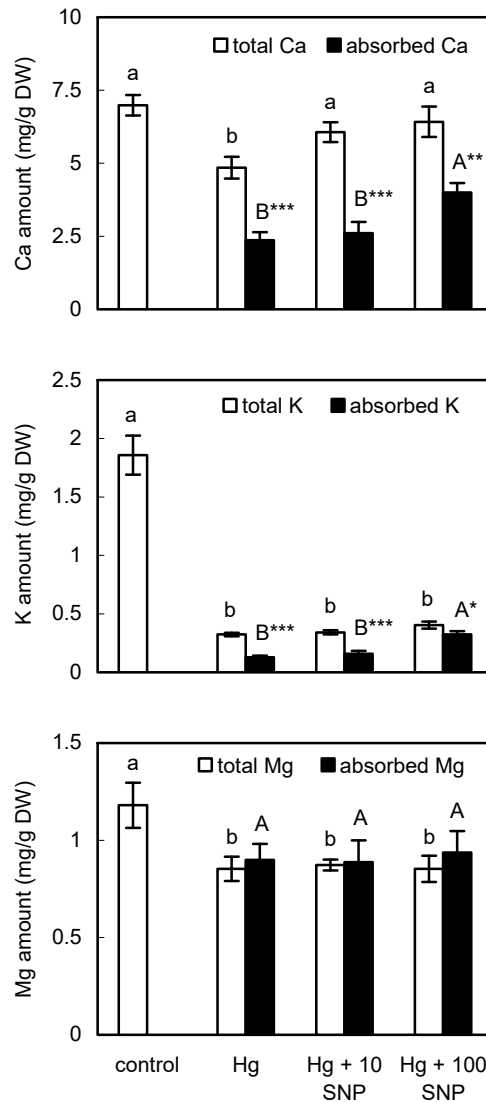 Ca amount (mg/g DW)
10
7.5
5
2.5
0
total Ca absorbed Ca
a
b
B***
a
B***
a
A**
K amount (mg/g DW)
2.5
2
1.5
1
0.5
0
total K absorbed K
a
b
B***
b
B***
b
A*
Mg amount (mg/g DW)
1.5
1
0.5
0
total Mg absorbed Mg
a
b
A
b
A
b
A
control
Hg
Hg + 10
SNP
Hg + 100
SNP